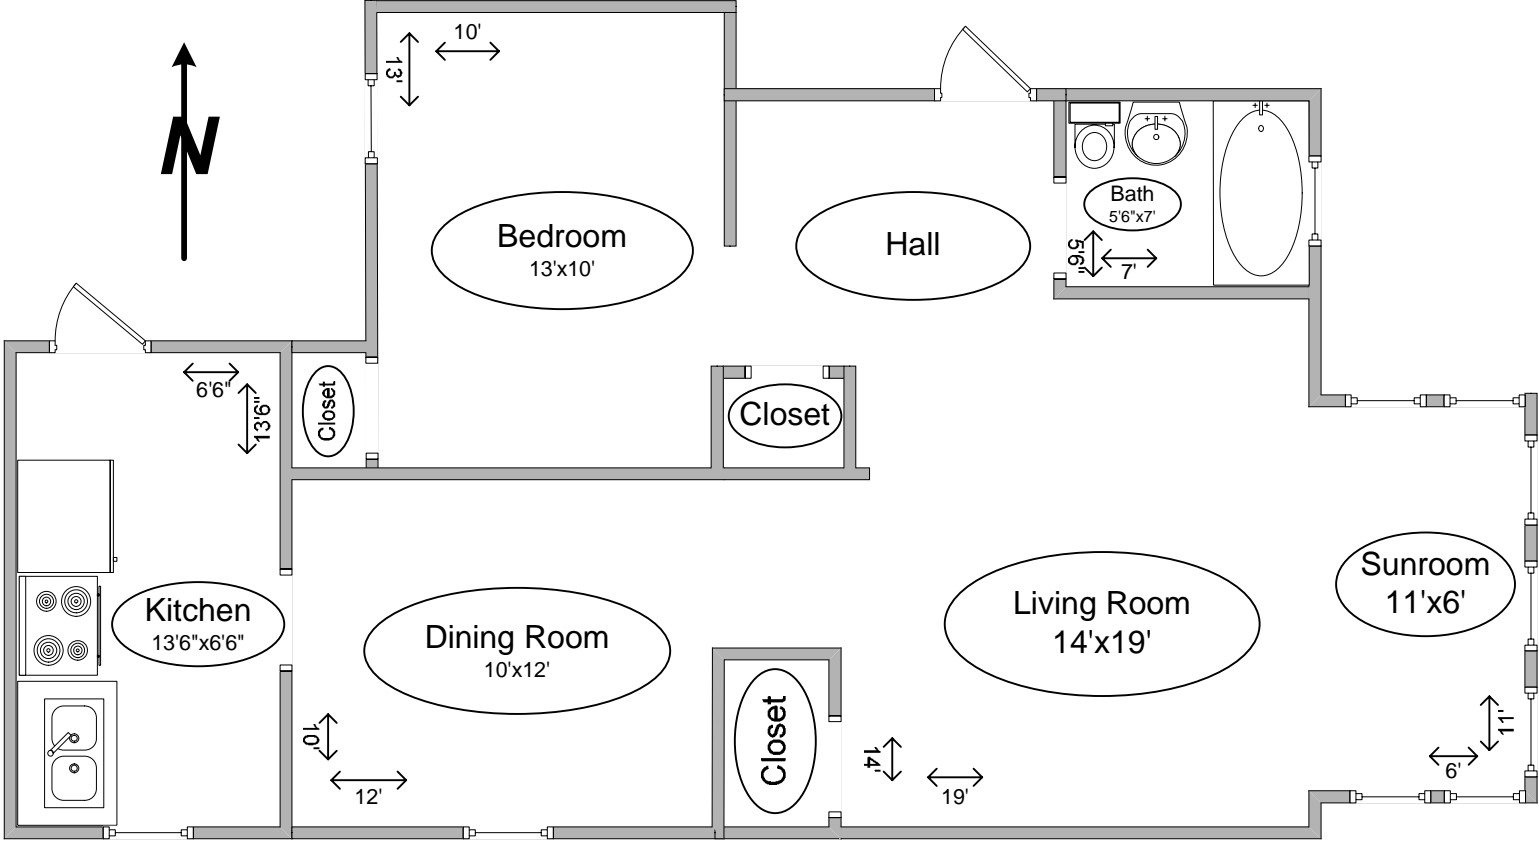 10'
13'
N
Bedroom
13'x10'
Hall
Bath
5'6"x7'
5'6"
7'
6'6"
13'6"
Closet
Closet
Kitchen
13'6"x6'6"
Dining Room
10'x12'
10'
12'
Closet
Living Room
14'x19'
14'
19'
Sunroom
11'x6'
11'
6'